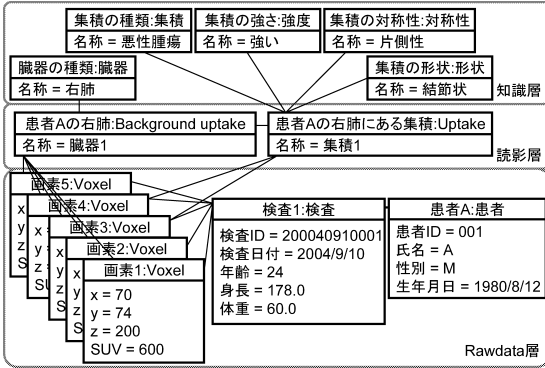 集積の種類:集積
名称 = 悪性腫瘍
集積の強さ:強度
名称 = 強い
集積の対称性:対称性
名称 = 片側性
臓器の種類:臓器
名称 = 右肺
集積の形状:形状
名称 = 結節状
知識層
患者Aの右肺:Background uptake
名称 = 臓器1
患者Aの右肺にある集積:Uptake
名称 = 集積1
読影層
画素5:Voxel
x
y
z
S
画素4:Voxel
画素3:Voxel
画素2:Voxel
画素1:Voxel
x = 70
y = 74
z = 200
SUV = 600
検査1:検査
検査ID = 200040910001
検査日付 = 2004/9/10
年齢 = 24
身長 = 178.0
体重 = 60.0
患者A:患者
患者ID = 001
氏名 = A
性別 = M
生年月日 = 1980/8/12
Rawdata層